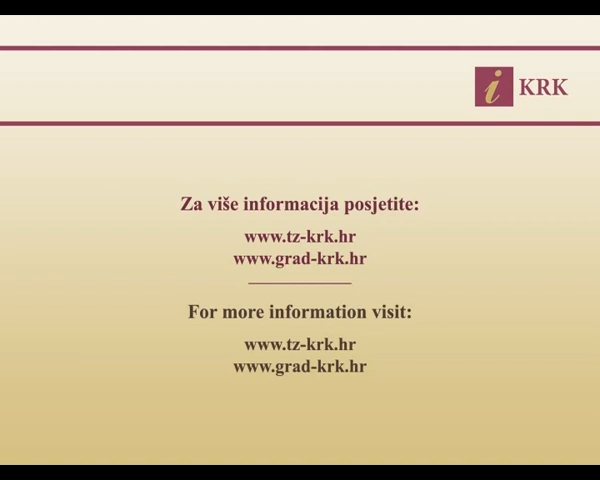 i KRK
Za više informacija posjetite:
www.tz-krk.hr
www.grad-krk.hr
For more information visit:
www.tz-krk.hr
www.grad-krk.hr